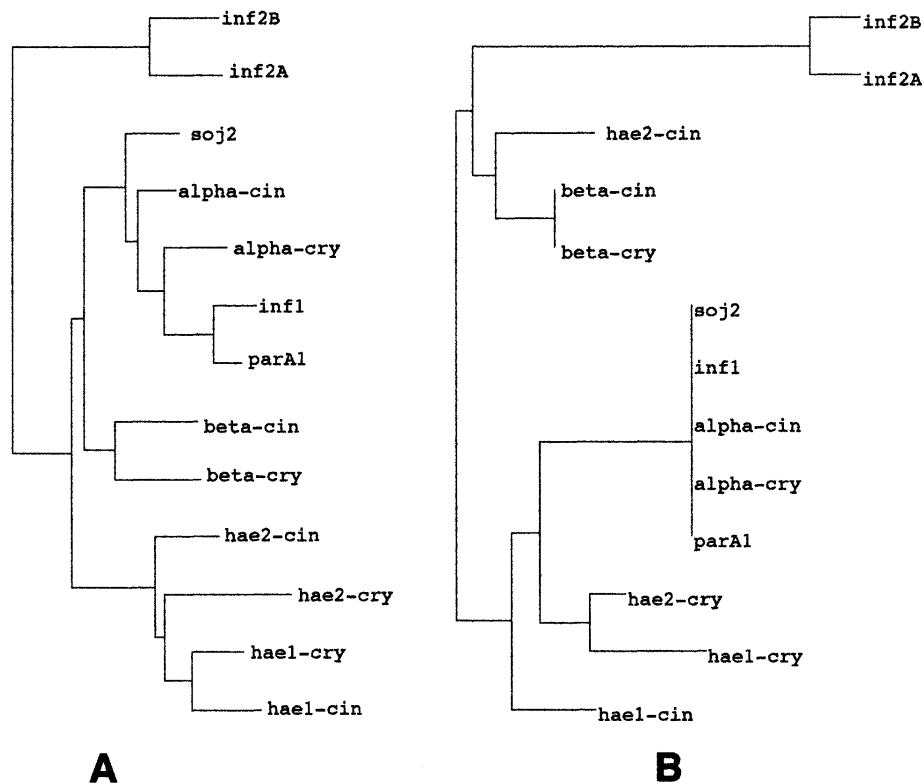 inf2B
inf2A
soj2
alpha-cin
alpha-cry
inf1
parA1
beta-cin
beta-cry
hae2-cin
hae2-cry
hae1-cry
hae1-cin
A
inf2B
inf2A
hae2-cin
beta-cin
beta-cry
soj2
inf1
alpha-cin
alpha-cry
parA1
hae2-cry
hae1-cry
hae1-cin
B